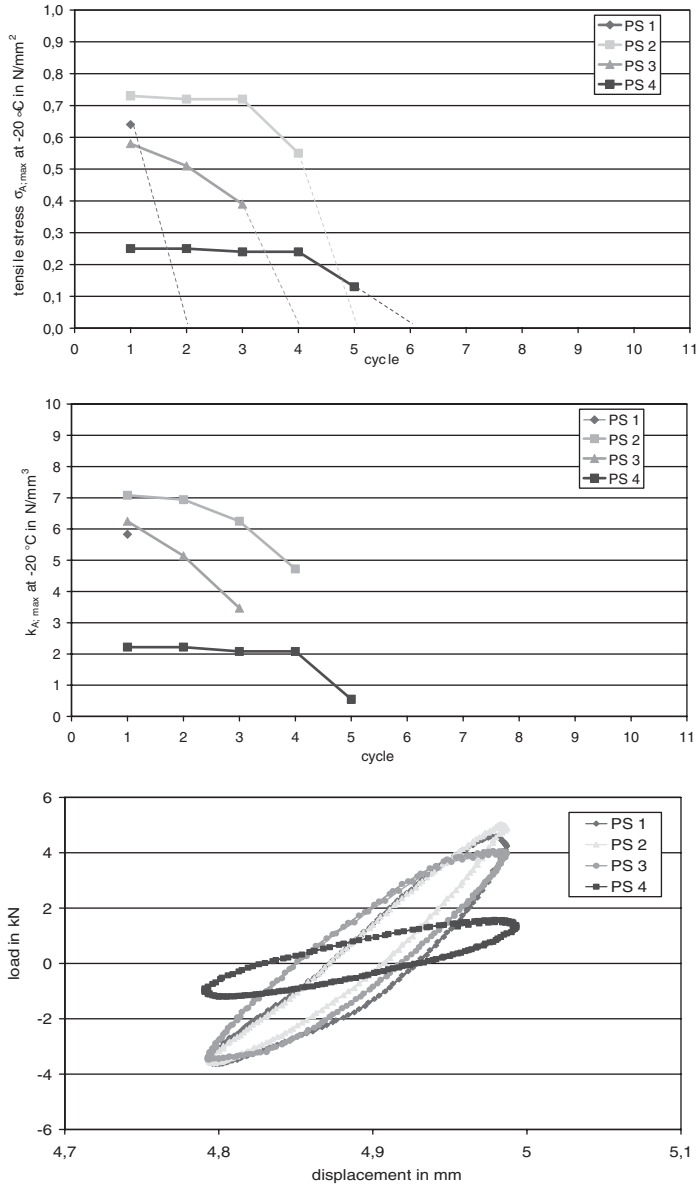 1,0
0,9
0,8
0,7
0,6
0,5
0,4
0,3
0,2
0,1
0,0
tensile stress σA;max at -20 °C in N/mm²
PS 1
PS 2
PS 3
PS 4
0 1 2 3 4 5 6 7 8 9 10 11
cycle
10
9
8
7
6
5
4
3
2
1
0
kA; max at -20 °C in N/mm³
PS 1
PS 2
PS 3
PS 4
0 1 2 3 4 5 6 7 8 9 10 11
cycle
6
4
2
0
-2
-4
-6
load in kN
PS 1
PS 2
PS 3
PS 4
4,7 4,8 4,9 5 5,1
displacement in mm